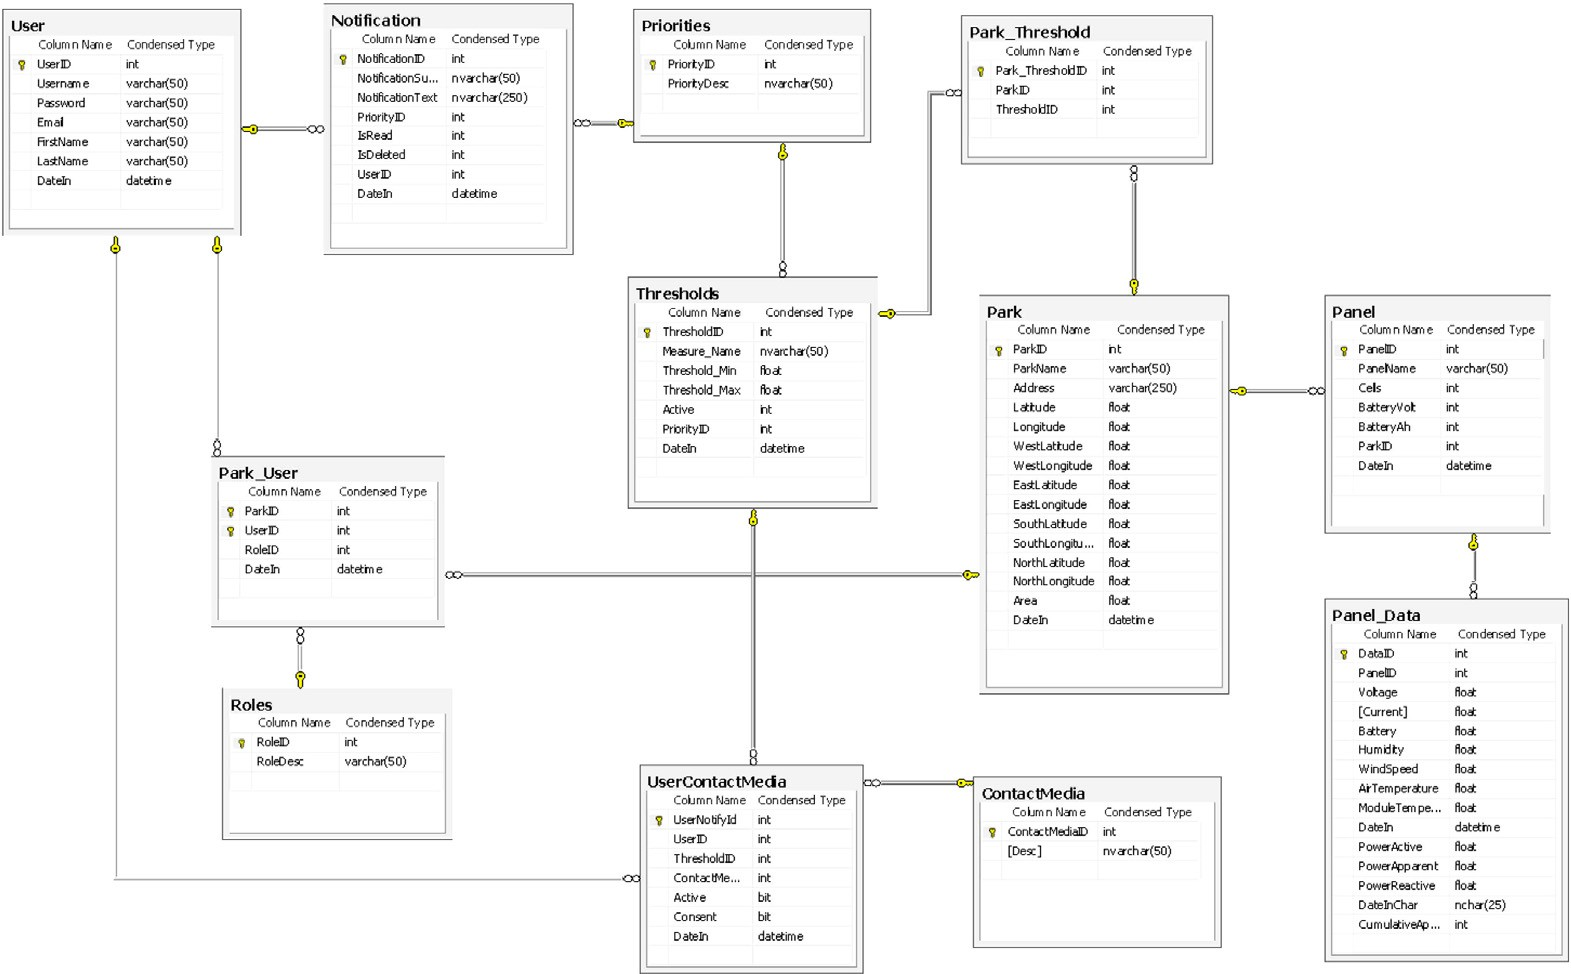 User
Column Name Condensed Type
UserID int
Username varchar(50)
Password varchar(50)
Email varchar(50)
FirstName varchar(50)
LastName varchar(50)
DateIn datetime
Notification
Column Name Condensed Type
NotificationID int
NotificationSu... nvarchar(50)
NotificationText nvarchar(250)
PriorityID int
IsRead int
IsDeleted int
UserID int
DateIn datetime
Priorities
Column Name Condensed Type
PriorityID int
PriorityDesc nvarchar(50)
Park_Threshold
Column Name Condensed Type
Park_ThresholdID int
ParkID int
ThresholdID int
Thresholds
Column Name Condensed Type
ThresholdID int
Measure_Name nvarchar(50)
Threshold_Min float
Threshold_Max float
Active int
PriorityID int
DateIn datetime
Park
Column Name Condensed Type
ParkID int
ParkName varchar(50)
Address varchar(250)
Latitude float
Longitude float
WestLatitude float
WestLongitude float
EastLatitude float
EastLongitude float
SouthLatitude float
SouthLongitu... float
NorthLatitude float
NorthLongitude float
Area float
DateIn datetime
Panel
Column Name Condensed Type
PanelID int
PanelName varchar(50)
Cells int
BatteryVolt int
BatteryAh int
ParkID int
DateIn datetime
Park_User
Column Name Condensed Type
ParkID int
UserID int
RoleID int
DateIn datetime
Panel_Data
Column Name Condensed Type
DataID int
PanelID int
Voltage float
[Current] float
Battery float
Humidity float
WindSpeed float
AirTemperature float
ModuleTempe... float
DateIn datetime
PowerActive float
PowerApparent float
PowerReactive float
DateInChar nchar(25)
CumulativeAp... int
Roles
Column Name Condensed Type
RoleID int
RoleDesc varchar(50)
UserContactMedia
Column Name Condensed Type
UserNotifyId int
UserID int
ThresholdID int
ContactMe... int
Active bit
Consent bit
DateIn datetime
ContactMedia
Column Name Condensed Type
ContactMediaID int
[Desc] nvarchar(50)